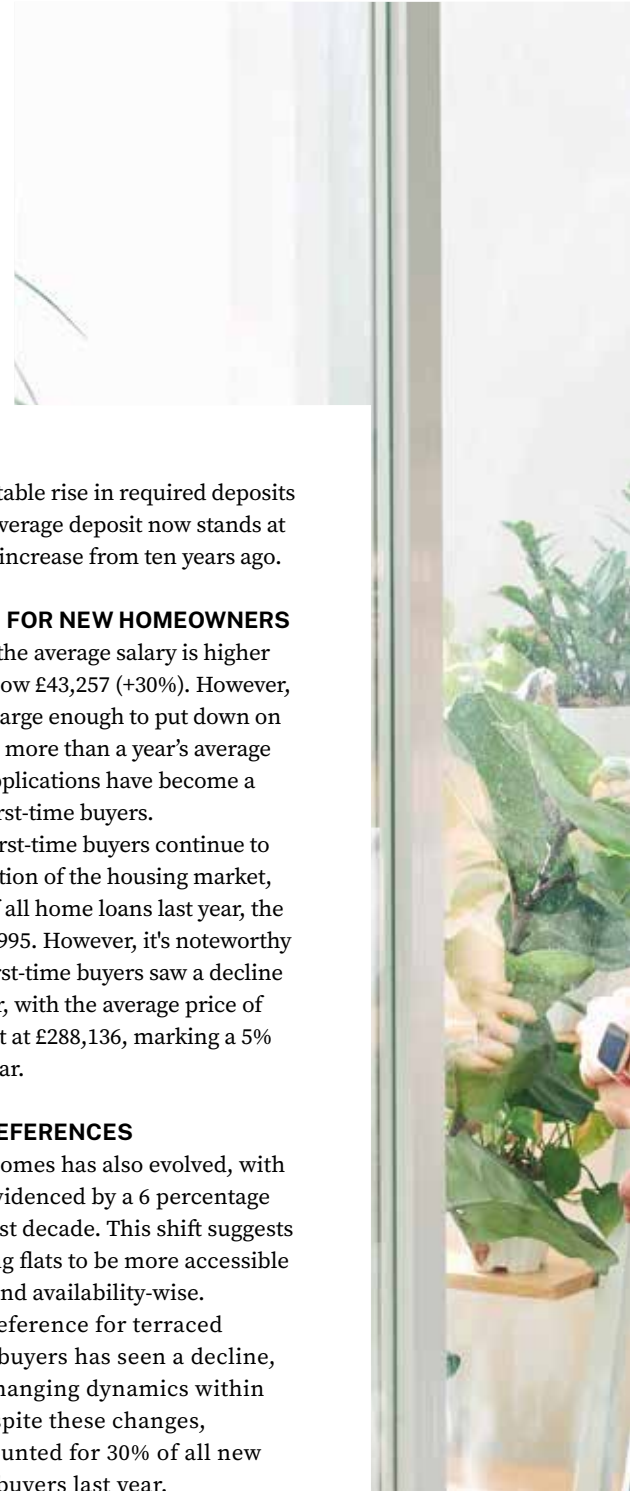 table rise in required deposits
verage deposit now stands at
increase from ten years ago.
FOR NEW HOMEOWNERS
the average salary is higher
ow £43,257 (+30%). However,
arge enough to put down on
more than a year’s average
pplications have become a
rst-time buyers.
rst-time buyers continue to
tion of the housing market,
f all home loans last year, the
995. However, it's noteworthy
rst-time buyers saw a decline
r, with the average price of
t at £288,136, marking a 5%
ar.
EFERENCES
omes has also evolved, with
videnced by a 6 percentage
st decade. This shift suggests
ng flats to be more accessible
nd availability-wise.
eference for terraced
buyers has seen a decline,
hanging dynamics within
spite these changes,
unted for 30% of all new
buyers last year.